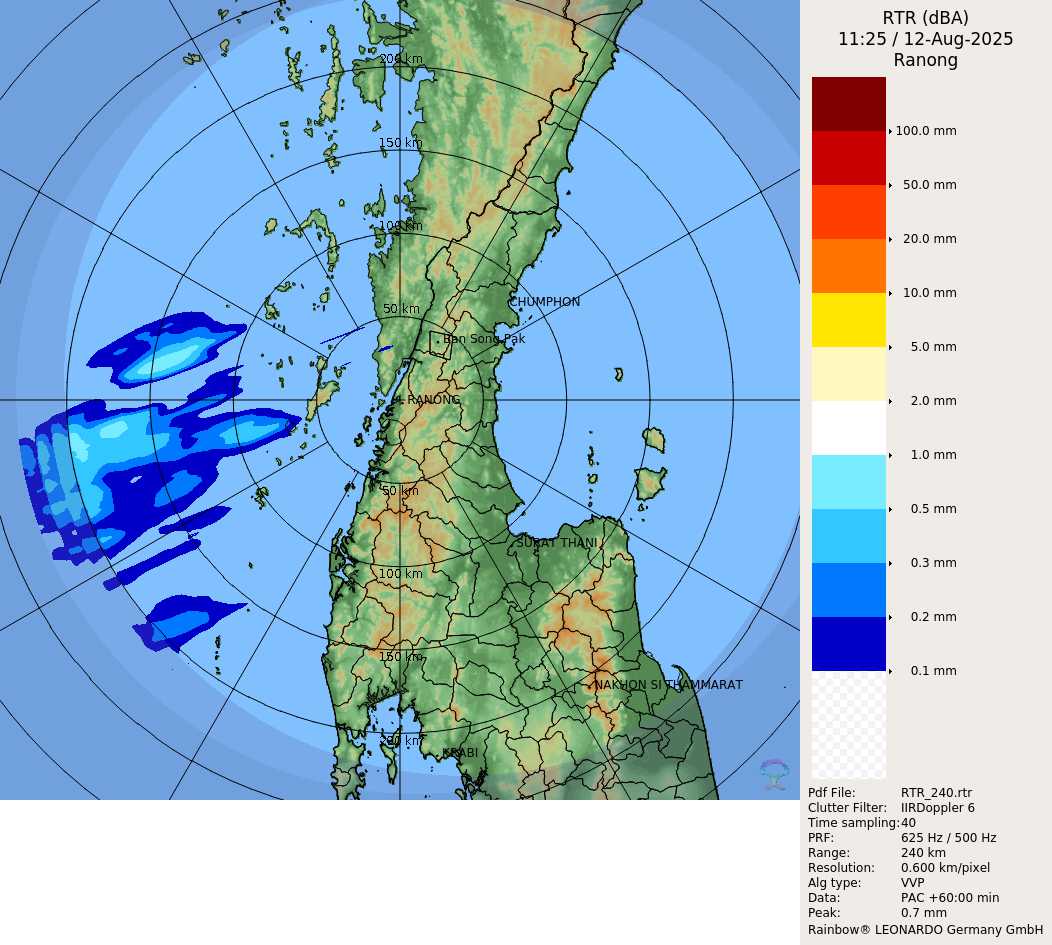 RTR (dBA)
11:25 / 12-Aug-2025
Ranong
200 km
150 km
100 km
50 km
CHUMPHON
Ban Song Pak
RANONG
50 km
SURAT THANI
100 km
150 km
NAKHON SI THAMMARAT
200 km
KRABI
100.0 mm
50.0 mm
20.0 mm
10.0 mm
5.0 mm
2.0 mm
1.0 mm
0.5 mm
0.3 mm
0.2 mm
0.1 mm
Pdf File: RTR_240.rtr
Clutter Filter: IIRDoppler 6
Time sampling:40
PRF: 625 Hz / 500 Hz
Range: 240 km
Resolution: 0.600 km/pixel
Alg type: VVP
Data: PAC +60:00 min
Peak: 0.7 mm
Rainbow® LEONARDO Germany GmbH